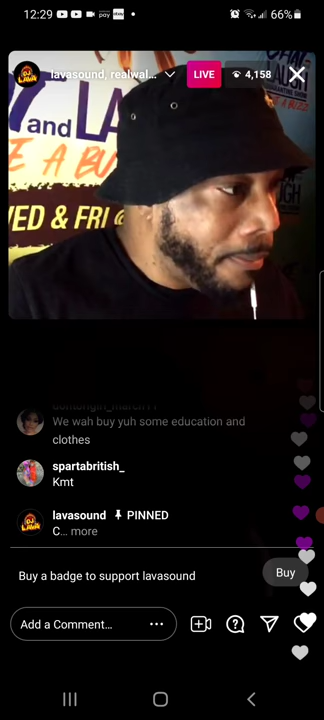 12:29
66%
lavasound, realwal...
LIVE
4,158
and LA
E A BU
ED & FRI @
We wah buy yuh some education and
clothes
spartabritish_
Kmt
lavasound PINNED
C... more
Buy a badge to support lavasound
Buy
Add a Comment...